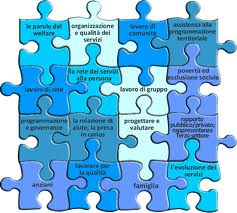 le parole del
welfare
organizzazione
e qualità dei
servizi
lavoro di
comunità
assistenza alla
programmazione
territoriale
lavoro di rete
la rete dei servizi
alla persona
lavoro di gruppo
povertà ed
esclusione sociale
programmazione
e governance
la relazione di
aiuto, la presa
in carico
progettare e
valutare
rapporto
pubblico/privato;
rappresentanza
terzo settore
anziani
lavorare per
la qualità
famiglia
l'evoluzione dei
servizi